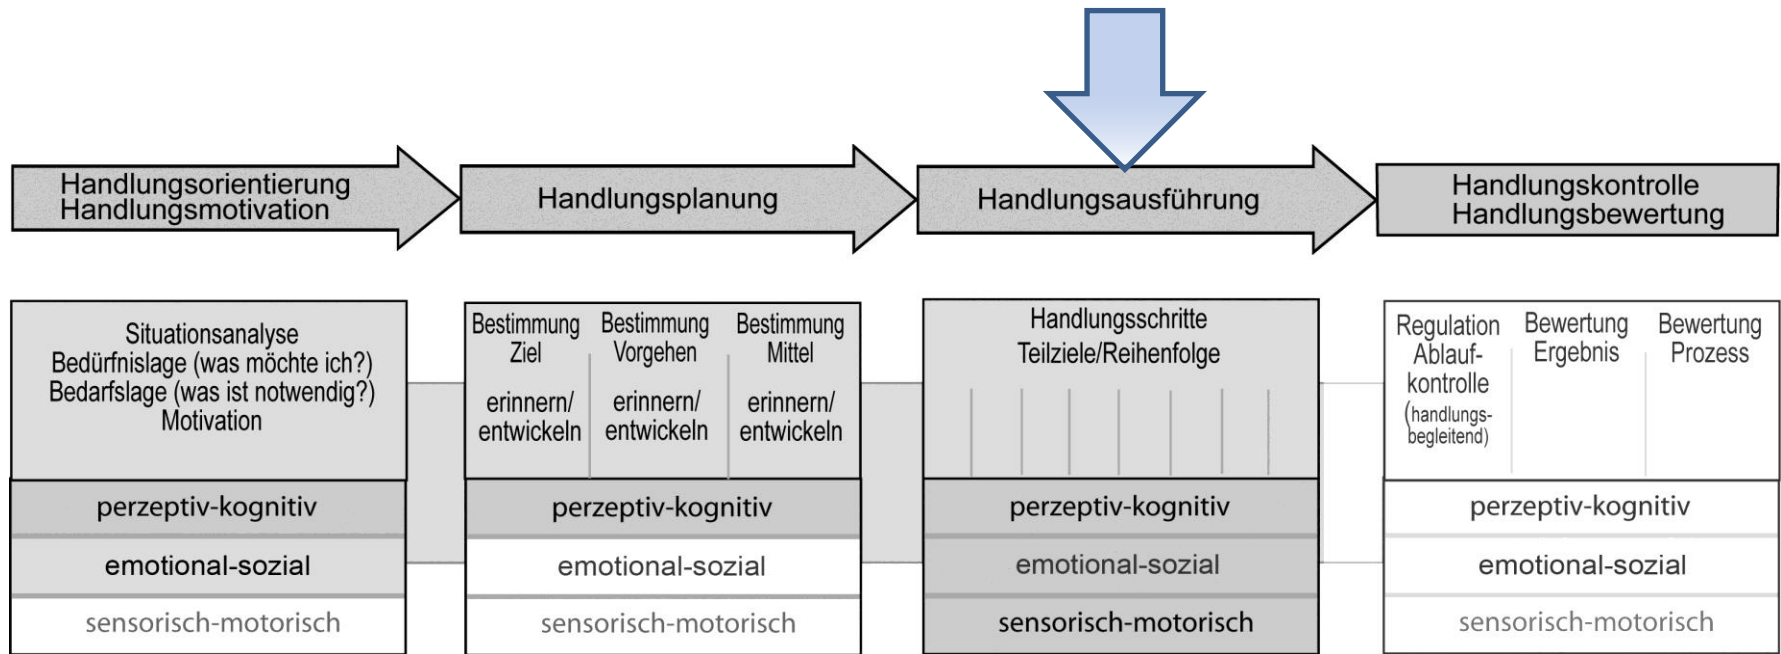 Handlungsorientierung
Handlungsmotivation
Handlungsplanung
Handlungsausführung
Handlungskontrolle
Handlungsbewertung
Situationsanalyse
Bedürfnislage (was möchte ich?)
Bedarfslage (was ist notwendig?)
Motivation
perzeptiv-kognitiv
emotional-sozial
sensorisch-motorisch
Bestimmung
Ziel
erinnern/
entwickeln
Bestimmung
Vorgehen
erinnern/
entwickeln
Bestimmung
Mittel
erinnern/
entwickeln
perzeptiv-kognitiv
emotional-sozial
sensorisch-motorisch
Handlungsschritte
Teilziele/Reihenfolge
perzeptiv-kognitiv
emotional-sozial
sensorisch-motorisch
Regulation
Ablauf-
kontrolle
(handlungs-
begleitend)
Bewertung
Ergebnis
Bewertung
Prozess
perzeptiv-kognitiv
emotional-sozial
sensorisch-motorisch